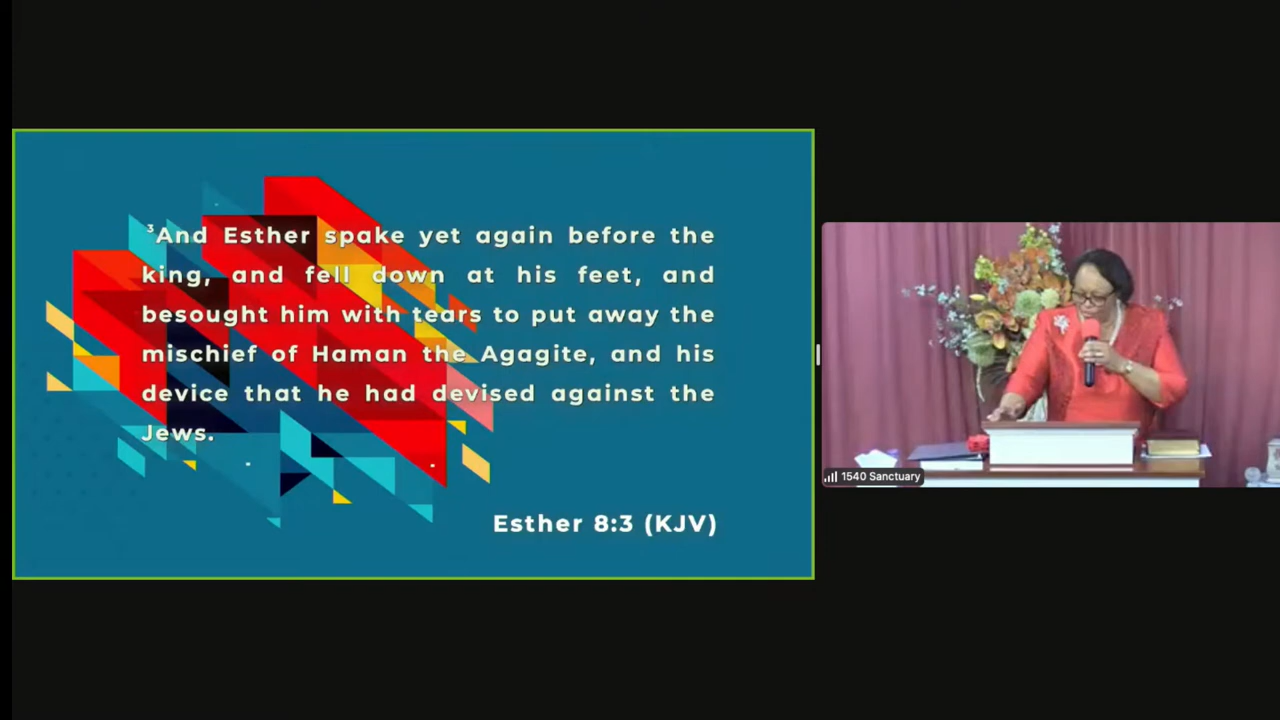 ³And Esther spake yet again before the
king, and fell down at his feet, and
besought him with tears to put away the
mischief of Haman the Agagite, and his
device that he had devised against the
Jews.
Esther 8:3 (KJV)
1540 Sanctuary